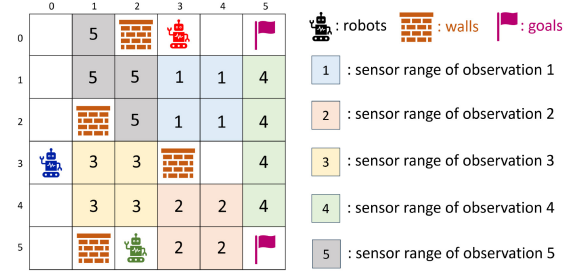 0 1 2 3 4 5
0 5
1 5 5 1 1 4
2 5 1 1 4
3 3 3 4
4 3 3 2 2 4
5 2 2
: robots : walls : goals
1 : sensor range of observation 1
2 : sensor range of observation 2
3 : sensor range of observation 3
4 : sensor range of observation 4
5 : sensor range of observation 5